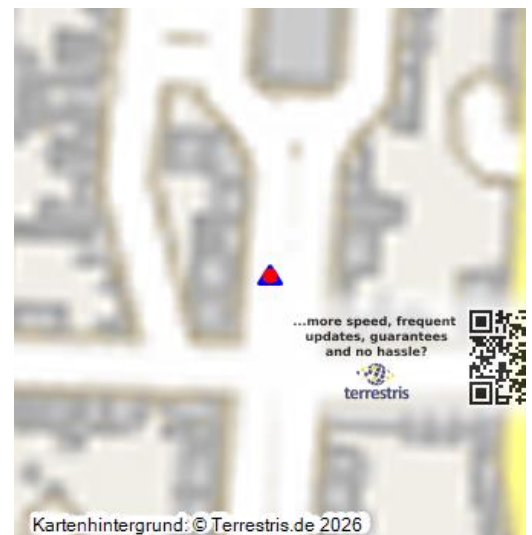 ...more speed, frequent
updates, guarantees
and no hassle?
terrestris
Kartenhintergrund: © Terrestris.de 2026